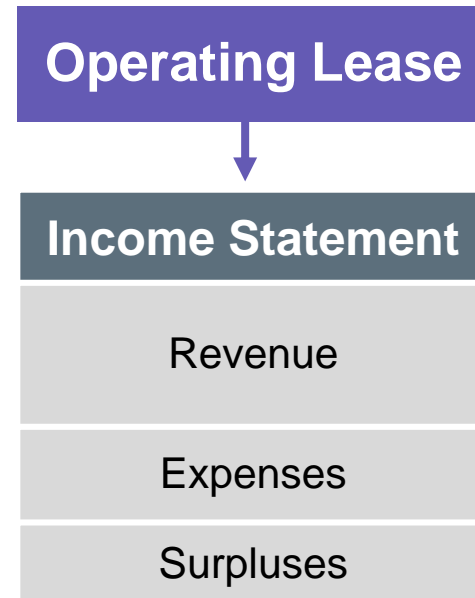 Operating Lease
Income Statement
Revenue
Expenses
Surpluses